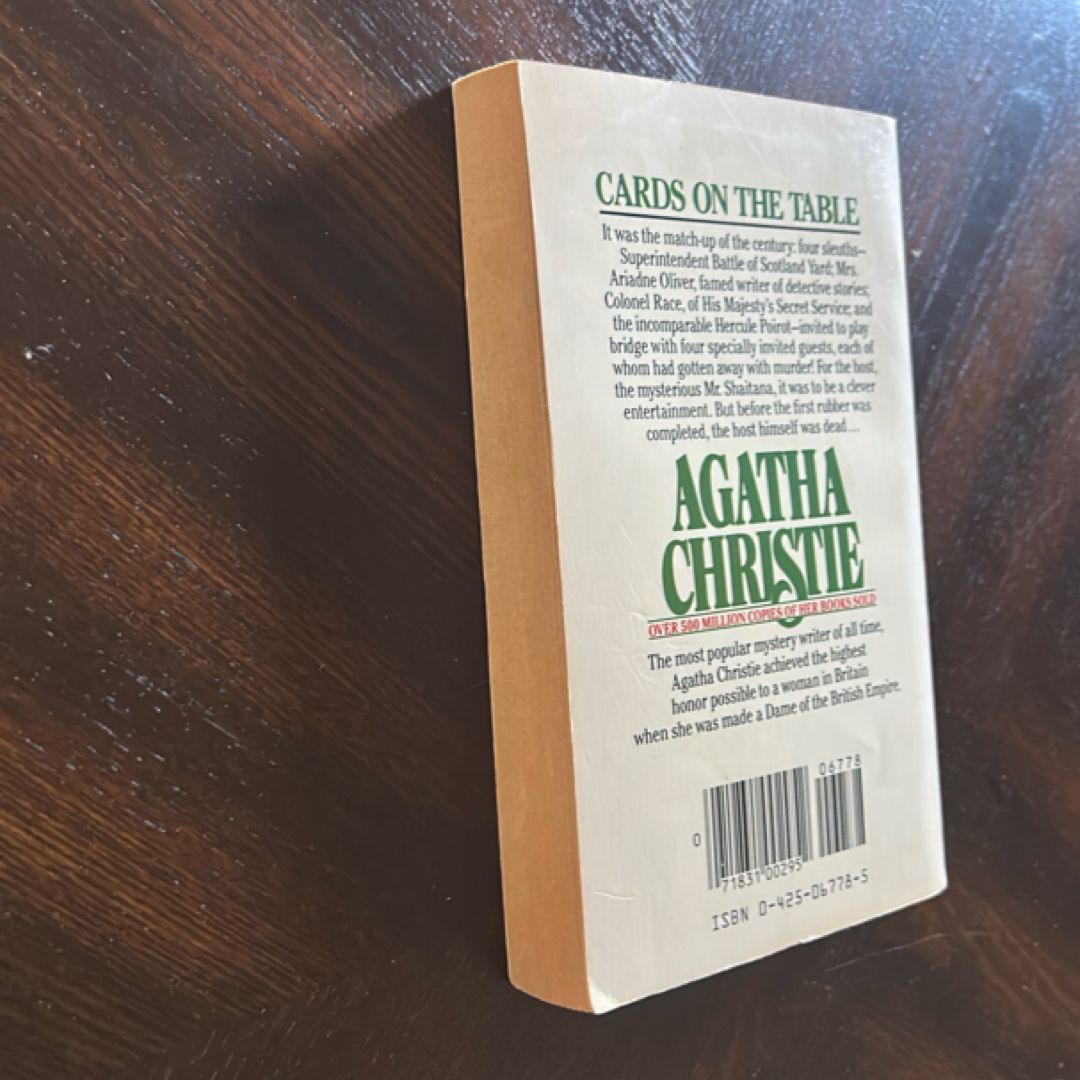 CARDS ON THE TABLE
It was the match-up of the century: four sleuths—
Superintendent Battle of Scotland Yard; Mrs.
Ariadne Oliver, famed writer of detective stories;
Colonel Race, of His Majesty's Secret Service; and
the incomparable Hercule Poirot—invited to play
bridge with four specially invited guests, each of
whom had gotten away with murder! For the host,
the mysterious Mr. Shaitana, it was to be a clever
entertainment. But before the first rubber was
completed, the host himself was dead...
AGATHA
CHRISTIE
OVER 500 MILLION COPIES OF HER BOOKS SOLD
The most popular mystery writer of all time,
Agatha Christie achieved the highest
honor possible to a woman in Britain
when she was made a Dame of the British Empire.
06778
0
71831 00295
ISBN 0-425-06778-5